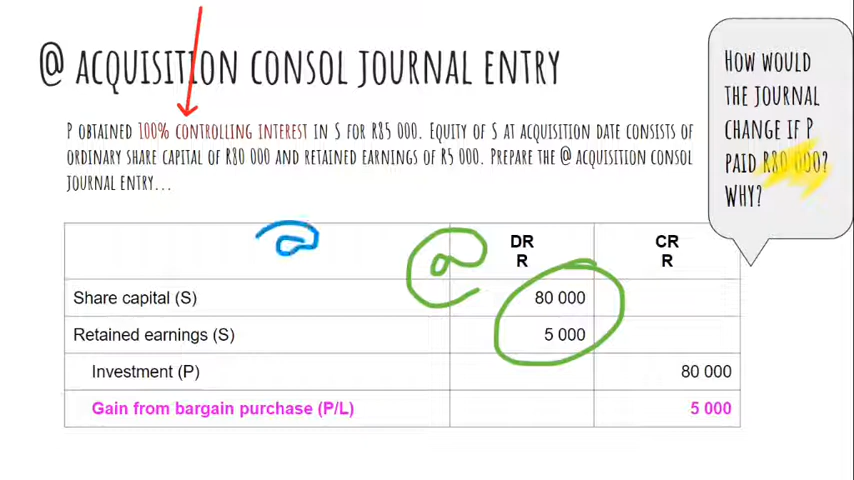 @ ACQUISITION CONSOL JOURNAL ENTRY
P OBTAINED 100% CONTROLLING INTEREST IN S FOR R85 000. EQUITY OF S AT ACQUISITION DATE CONSISTS OF
ORDINARY SHARE CAPITAL OF R80 000 AND RETAINED EARNINGS OF R5 000. PREPARE THE @ ACQUISITION CONSOL
JOURNAL ENTRY...
HOW WOULD
THE JOURNAL
CHANGE IF P
PAID R80 000?
WHY?
@ @ DR CR
R R
Share capital (S) 80 000
Retained earnings (S) 5 000
Investment (P) 80 000
Gain from bargain purchase (P/L) 5 000